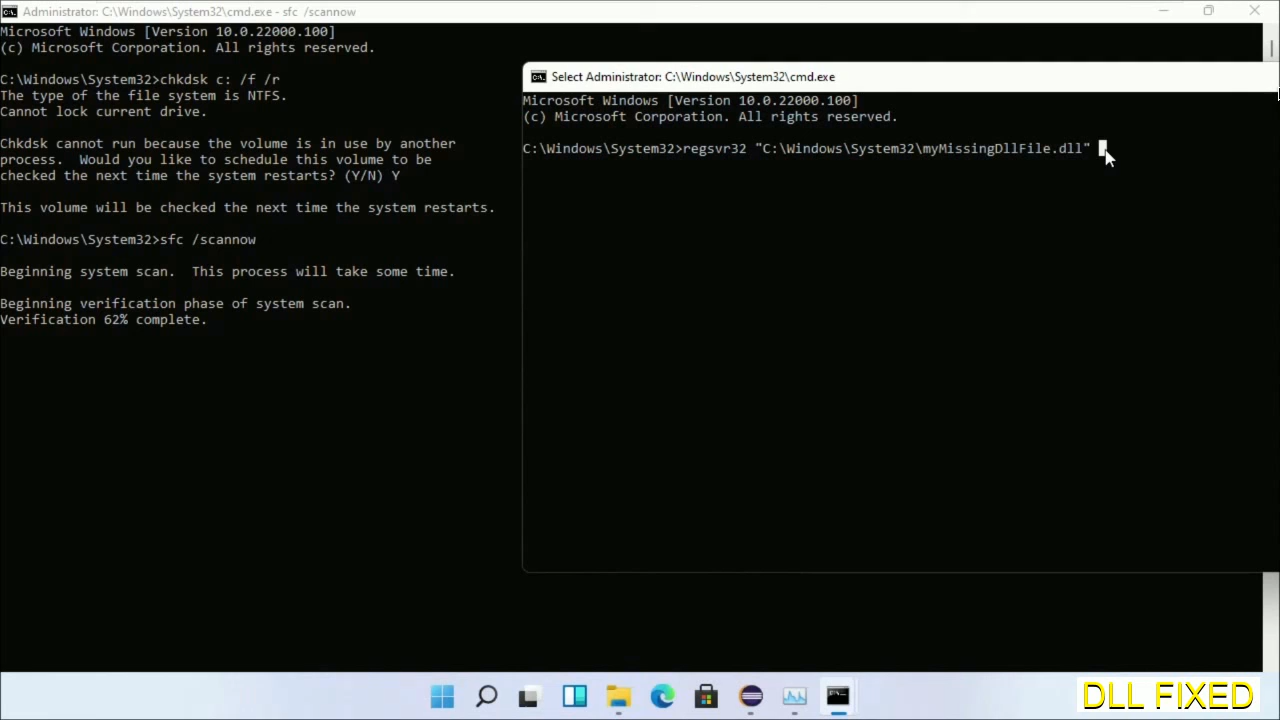 Administrator: C:\Windows\System32\cmd.exe - sfc  /scannow
Microsoft Windows [Version 10.0.22000.100]
(c) Microsoft Corporation. All rights reserved.
C:\Windows\System32>chkdsk c: /f /r
The type of the file system is NTFS.
Cannot lock current drive.
Chkdsk cannot run because the volume is in use by another
process.  Would you like to schedule this volume to be
checked the next time the system restarts? (Y/N) Y
This volume will be checked the next time the system restarts.
C:\Windows\System32>sfc /scannow
Beginning system scan.  This process will take some time.
Beginning verification phase of system scan.
Verification 62% complete.
Select Administrator: C:\Windows\System32\cmd.exe
Microsoft Windows [Version 10.0.22000.100]
(c) Microsoft Corporation. All rights reserved.
C:\Windows\System32>regsvr32 "C:\Windows\System32\myMissingDllFile.dll"
DLL FIXED